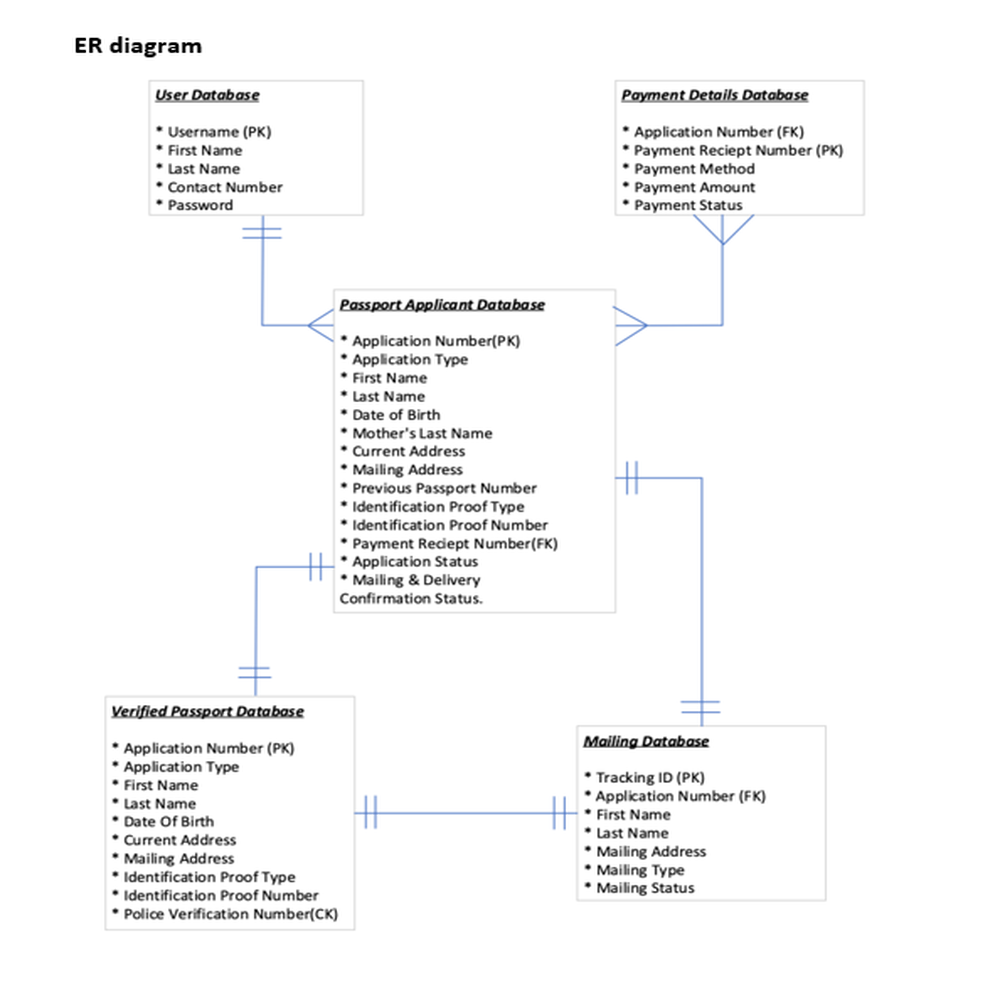 ER diagram
User Database
* Username (PK)
* First Name
* Last Name
* Contact Number
* Password
Payment Details Database
* Application Number (FK)
* Payment Reciept Number (PK)
* Payment Method
* Payment Amount
* Payment Status
Passport Applicant Database
* Application Number(PK)
* Application Type
* First Name
* Last Name
* Date of Birth
* Mother's Last Name
* Current Address
* Mailing Address
* Previous Passport Number
* Identification Proof Type
* Identification Proof Number
* Payment Reciept Number(FK)
* Application Status
* Mailing & Delivery
Confirmation Status.
Verified Passport Database
* Application Number (PK)
* Application Type
* First Name
* Last Name
* Date Of Birth
* Current Address
* Mailing Address
* Identification Proof Type
* Identification Proof Number
* Police Verification Number(CK)
Mailing Database
* Tracking ID (PK)
* Application Number (FK)
* First Name
* Last Name
* Mailing Address
* Mailing Type
* Mailing Status